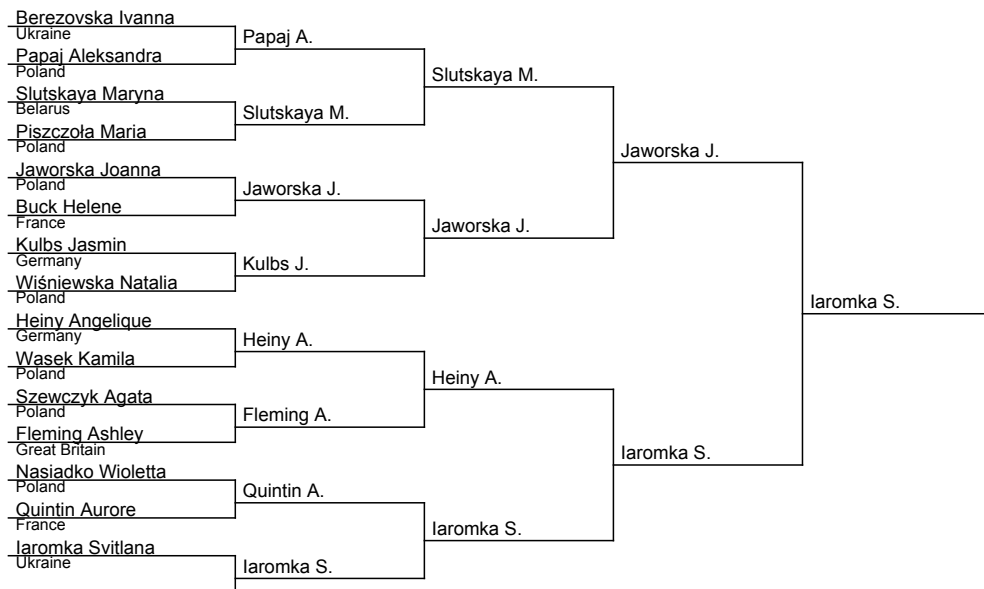 Berezovska Ivanna
Ukraine
Papaj A.
Papaj Aleksandra
Poland
Slutskaya M.
Slutskaya Maryna
Belarus
Slutskaya M.
Piszczoła Maria
Poland
Jaworska J.
Jaworska Joanna
Poland
Jaworska J.
Buck Helene
France
Jaworska J.
Kulbs Jasmin
Germany
Kulbs J.
Wiśniewska Natalia
Poland
Iaromka S.
Heiny Angelique
Germany
Heiny A.
Wasek Kamila
Poland
Heiny A.
Szewczyk Agata
Poland
Fleming A.
Fleming Ashley
Great Britain
Iaromka S.
Nasiadko Wioletta
Poland
Quintin A.
Quintin Aurore
France
Iaromka S.
Iaromka Svitlana
Ukraine
Iaromka S.